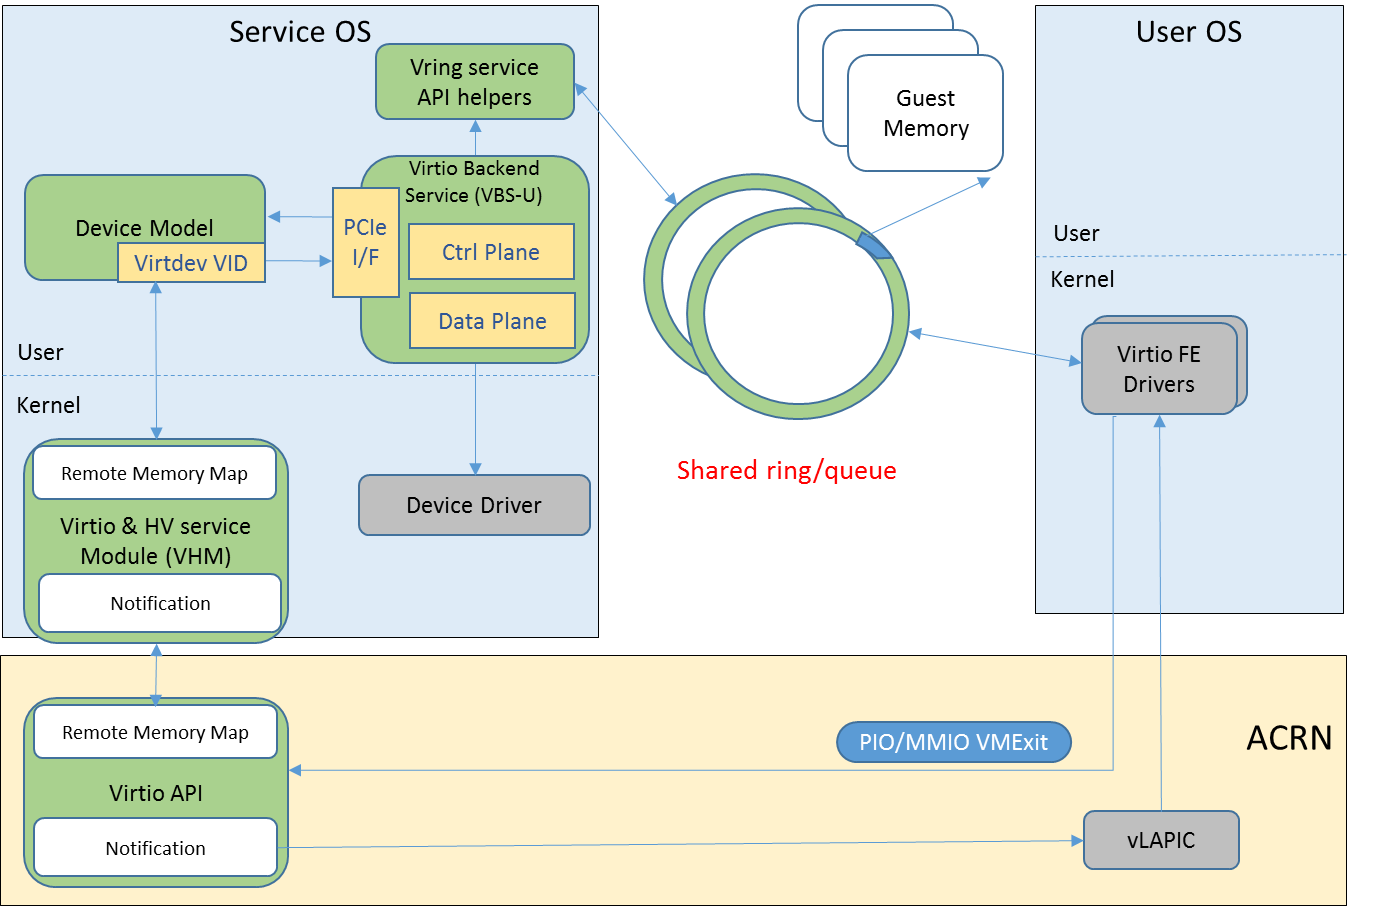 Service OS
User OS
Vring service
API helpers
Guest
Memory
Virtio Backend
Service (VBS-U)
Device Model
Virtdev VID
PCIe
I/F
Ctrl Plane
Data Plane
User
Kernel
User
Kernel
Virtio FE
Drivers
Remote Memory Map
Virtio & HV service
Module (VHM)
Notification
Device Driver
Shared ring/queue
Remote Memory Map
Virtio API
Notification
PIO/MMIO VMExit
ACRN
vLAPIC